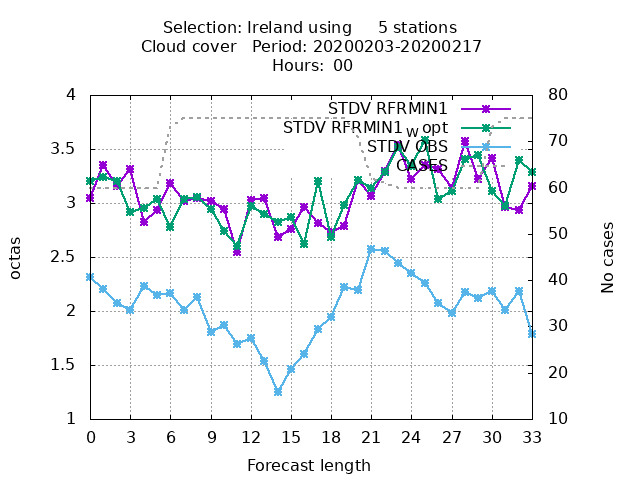 Selection: Ireland using 5 stations
Cloud cover Period: 20200203-20200217
Hours: 00
STDV RFRMIN1
STDV RFRMIN1_w opt
STDV OBS
CASES
4
3.5
3
2.5
2
1.5
1
80
70
60
50
40
30
20
10
octas
No cases
0 3 6 9 12 15 18 21 24 27 30 33
Forecast length